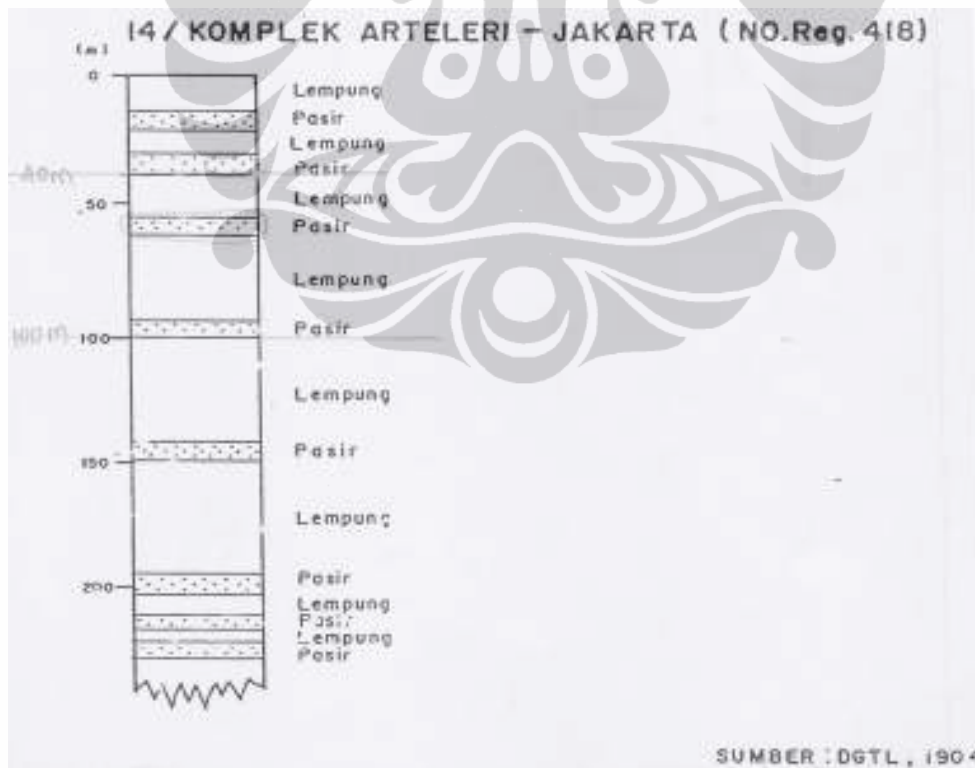 14 / KOMPLEK ARTELERI - JAKARTA ( NO.Reg. 418)
(m)
0
Lempung
Pasir
Lempung
Pasir
Lempung
50
Pasir
Lempung
Pasir
100
Lempung
Pasir
150
Lempung
Pasir
200
Lempung
Pasir
Lempung
Pasir
SUMBER : DGTL , 1904